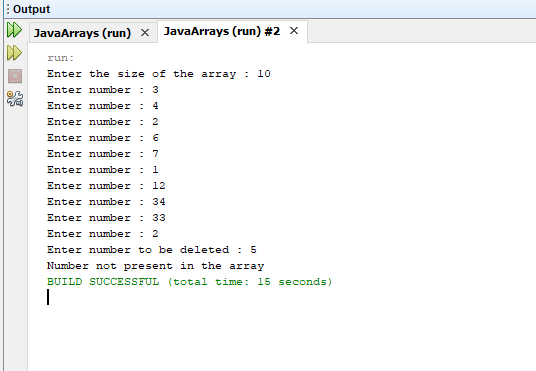 Output
JavaArrays (run) × JavaArrays (run) #2 ×
run:
Enter the size of the array : 10
Enter number : 3
Enter number : 4
Enter number : 2
Enter number : 6
Enter number : 7
Enter number : 1
Enter number : 12
Enter number : 34
Enter number : 33
Enter number : 2
Enter number to be deleted : 5
Number not present in the array
BUILD SUCCESSFUL (total time: 15 seconds)